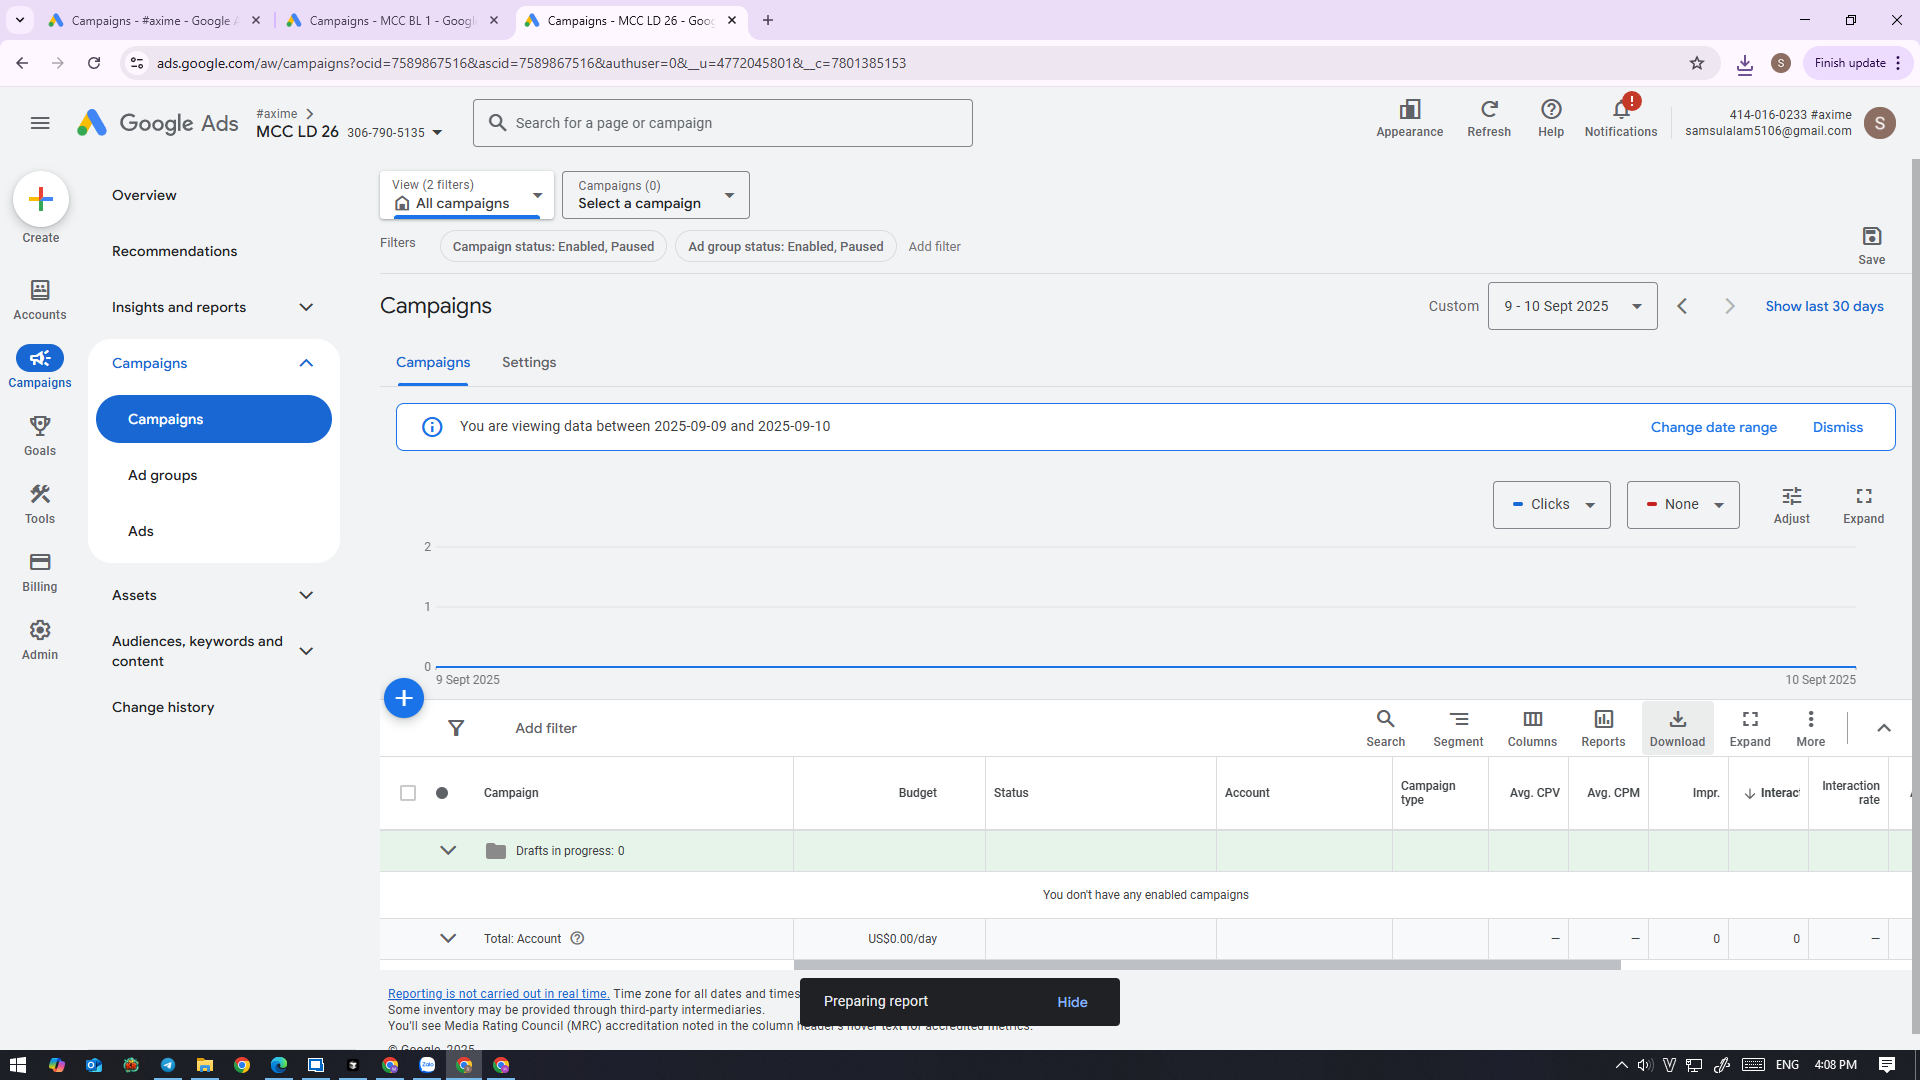 Campaigns - #axime - Google A
Campaigns - MCC BL 1 - Googl
Campaigns - MCC LD 26 - Goog
ads.google.com/aw/campaigns?ocid=7589867516&ascid=7589867516&authuser=0&__u=4772045801&__c=7801385153
S
Finish update
Google Ads
#axime
MCC LD 26 306-790-5135
Search for a page or campaign
Appearance
Refresh
Help
!
Notifications
414-016-0233 #axime
samsulalam5106@gmail.com
S
Create
Accounts
Campaigns
Goals
Tools
Billing
Admin
Overview
Recommendations
Insights and reports
Campaigns
Campaigns
Ad groups
Ads
Assets
Audiences, keywords and
content
Change history
View (2 filters)
All campaigns
Campaigns (0)
Select a campaign
Filters
Campaign status: Enabled, Paused
Ad group status: Enabled, Paused
Add filter
Save
Campaigns
Custom
9 - 10 Sept 2025
Show last 30 days
Campaigns
Settings
You are viewing data between 2025-09-09 and 2025-09-10
Change date range
Dismiss
Clicks
None
Adjust
Expand
2
1
0
9 Sept 2025
10 Sept 2025
Add filter
Search
Segment
Columns
Reports
Download
Expand
More
Campaign
Budget
Status
Account
Campaign
type
Avg. CPV
Avg. CPM
Impr.
Interact
Interaction
rate
Drafts in progress: 0
You don't have any enabled campaigns
Total: Account
US$0.00/day
—
—
0
0
—
Reporting is not carried out in real time. Time zone for all dates and times
Some inventory may be provided through third-party intermediaries.
You'll see Media Rating Council (MRC) accreditation noted in the column header's hover text for accredited metrics.
© Google, 2025
Preparing report
Hide
Zalo
ENG
4:08 PM